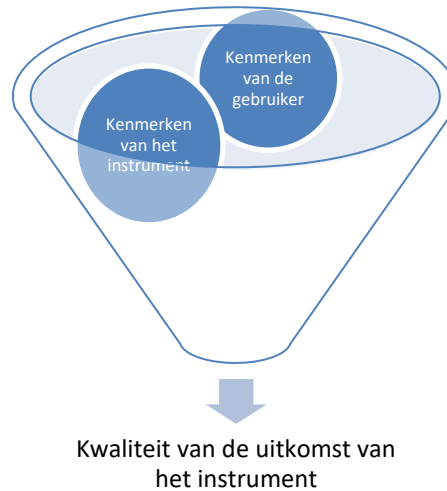 Kenmerken
van de
gebruiker
Kenmerken
van het
instrument
Kwaliteit van de uitkomst van
het instrument